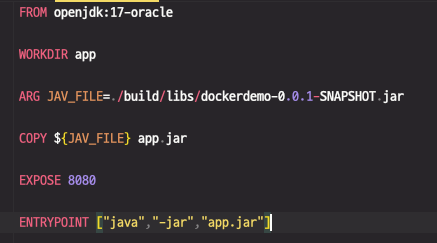 FROM openjdk:17-oracle
WORKDIR app
ARG JAV_FILE=./build/libs/dockerdemo-0.0.1-SNAPSHOT.jar
COPY ${JAV_FILE} app.jar
EXPOSE 8080
ENTRYPOINT ["java","-jar","app.jar"]